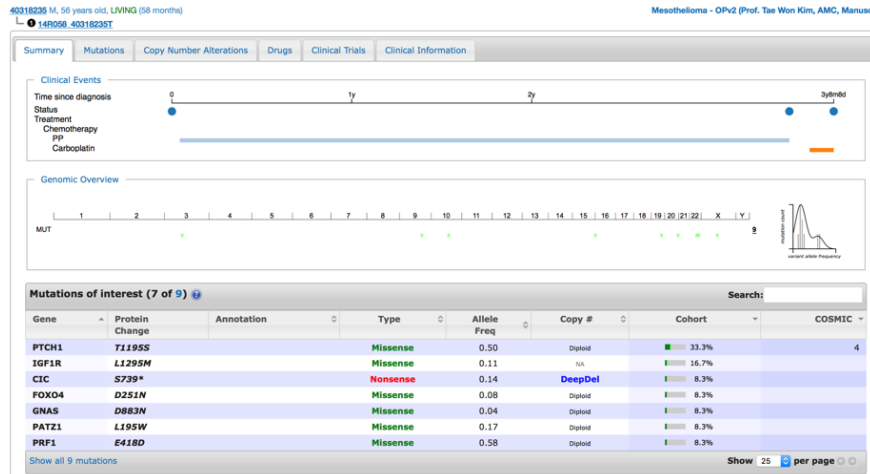 40318235 M, 56 years old, LIVING (58 months)
Mesothelioma - OPv2 (Prof. Tae Won Kim, AMC, Manusc
1 14R058_40318235T
Summary Mutations Copy Number Alterations Drugs Clinical Trials Clinical Information
Clinical Events
Time since diagnosis 0 1y 2y 3y8m8d
Status
Treatment
Chemotherapy
PP
Carboplatin
Genomic Overview
1 2 3 4 5 6 7 8 9 10 11 12 13 14 15 16 17 18 19 20 21 22 X Y
MUT 9
mutation count
variant allele frequency
Mutations of interest (7 of 9) ? Search:
Gene Protein Change Annotation Type Allele Freq Copy # Cohort COSMIC
PTCH1 T1195S Missense 0.50 Diploid 33.3% 4
IGF1R L1295M Missense 0.11 NA 16.7%
CIC S739* Nonsense 0.14 DeepDel 8.3%
FOXO4 D251N Missense 0.08 Diploid 8.3%
GNAS D883N Missense 0.04 Diploid 8.3%
PATZ1 L195W Missense 0.17 Diploid 8.3%
PRF1 E418D Missense 0.58 Diploid 8.3%
Show all 9 mutations Show 25 per page